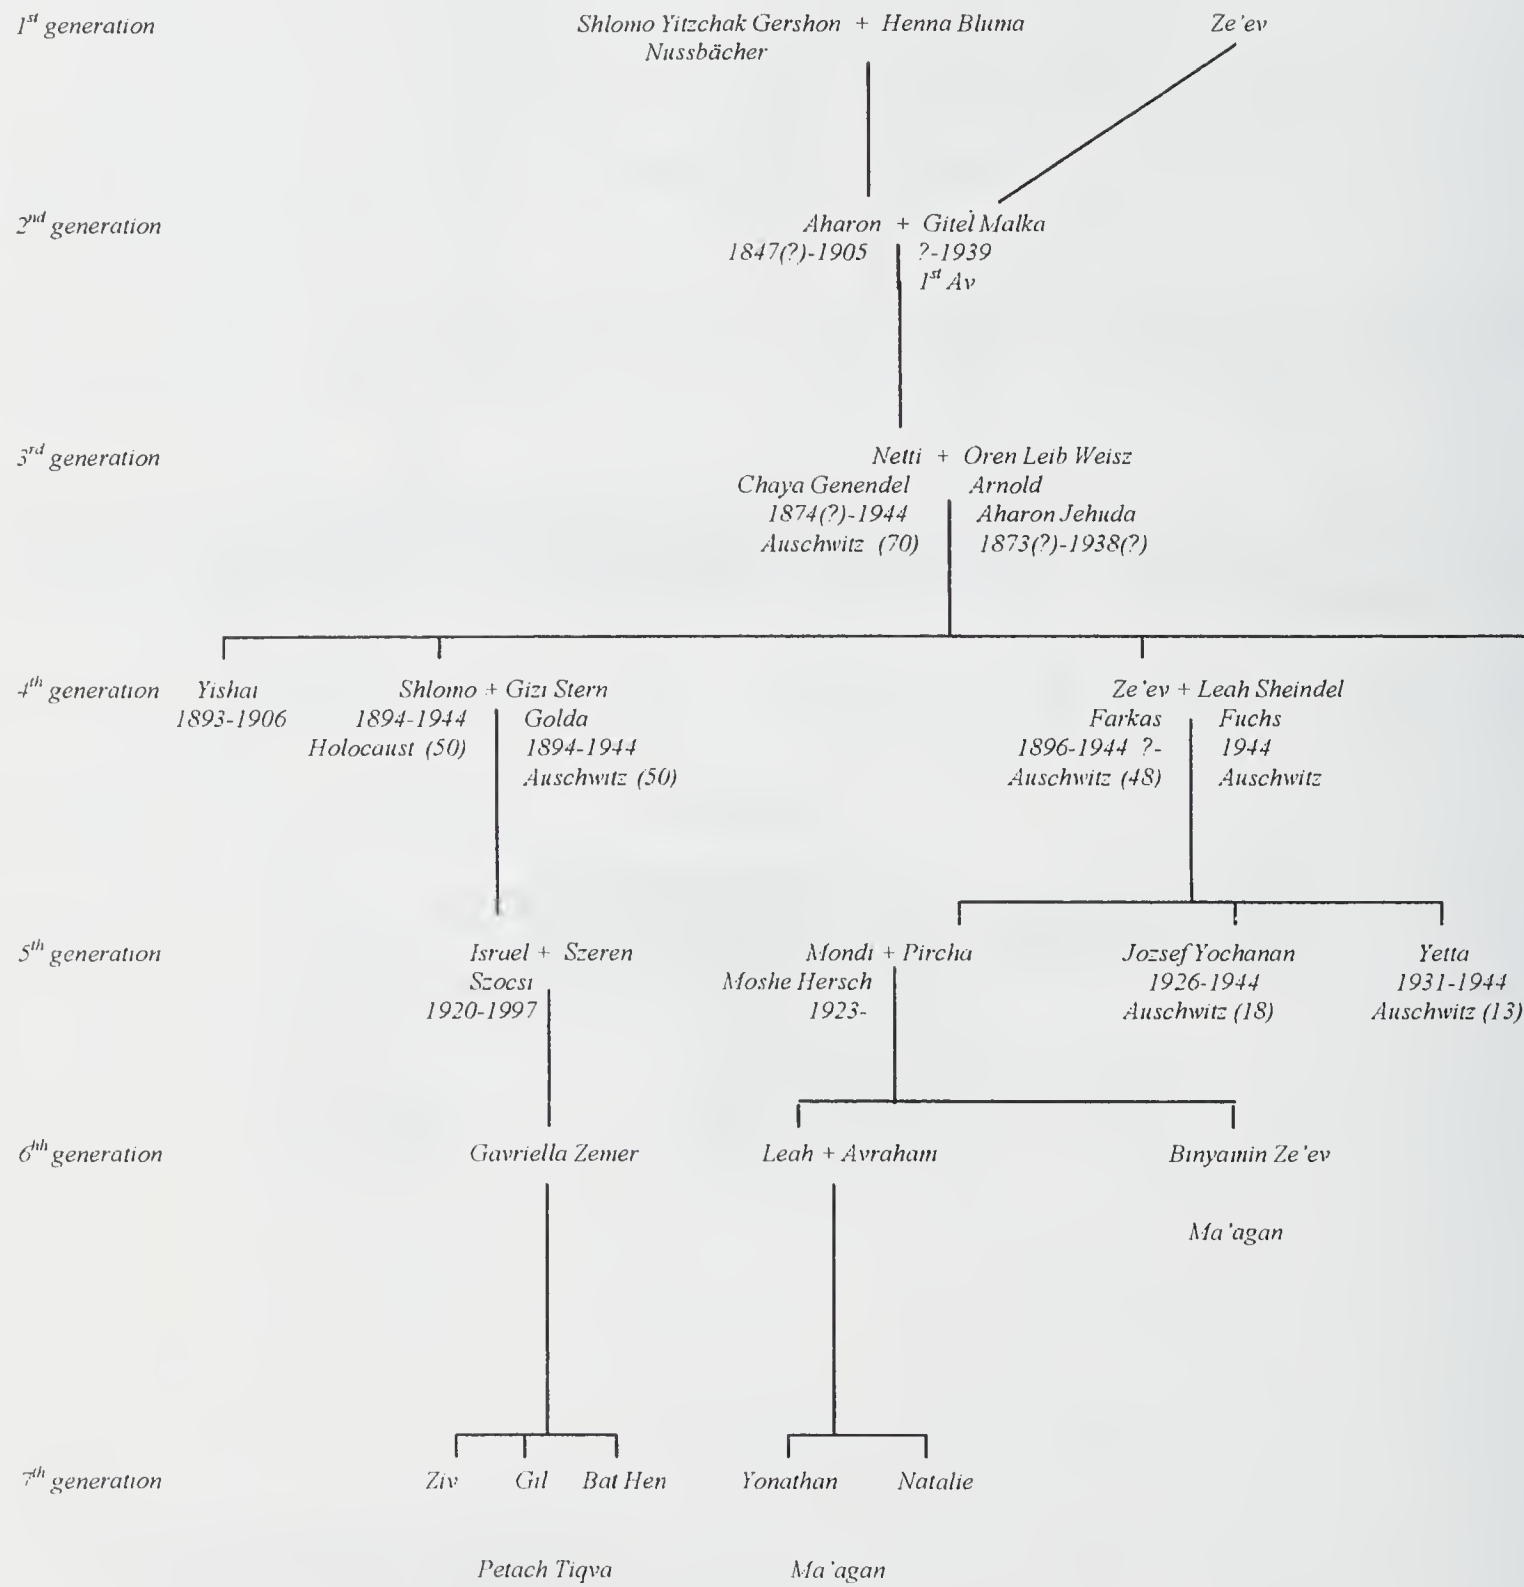 1st generation Shlomo Yitzchak Gershon + Henna Bluma Ze'ev
Nussbächer
2nd generation Aharon + Gitel Malka
1847(?)-1905 ?-1939
1st Av
3rd generation Netti + Oren Leib Weisz
Chaya Genendel Arnold
1874(?)-1944 Aharon Jehuda
Auschwitz (70) 1873(?)-1938(?)
4th generation Yishai Shlomo + Gizi Stern Ze'ev + Leah Sheindel
1893-1906 1894-1944 Golda Farkas Fuchs
Holocaust (50) 1894-1944 1896-1944 ?-1944
Auschwitz (50) Auschwitz (48) Auschwitz
5th generation Israel + Szeren Mondi + Pircha Jozsef Yochanan Yetta
Szocsi Moshe Hersch 1926-1944 1931-1944
1920-1997 1923- Auschwitz (18) Auschwitz (13)
6th generation Gavriella Zemer Leah + Avraham Binyamin Ze'ev
Ma'agan
7th generation Ziv Gil Bat Hen Yonathan Natalie
Petach Tiqva Ma'agan